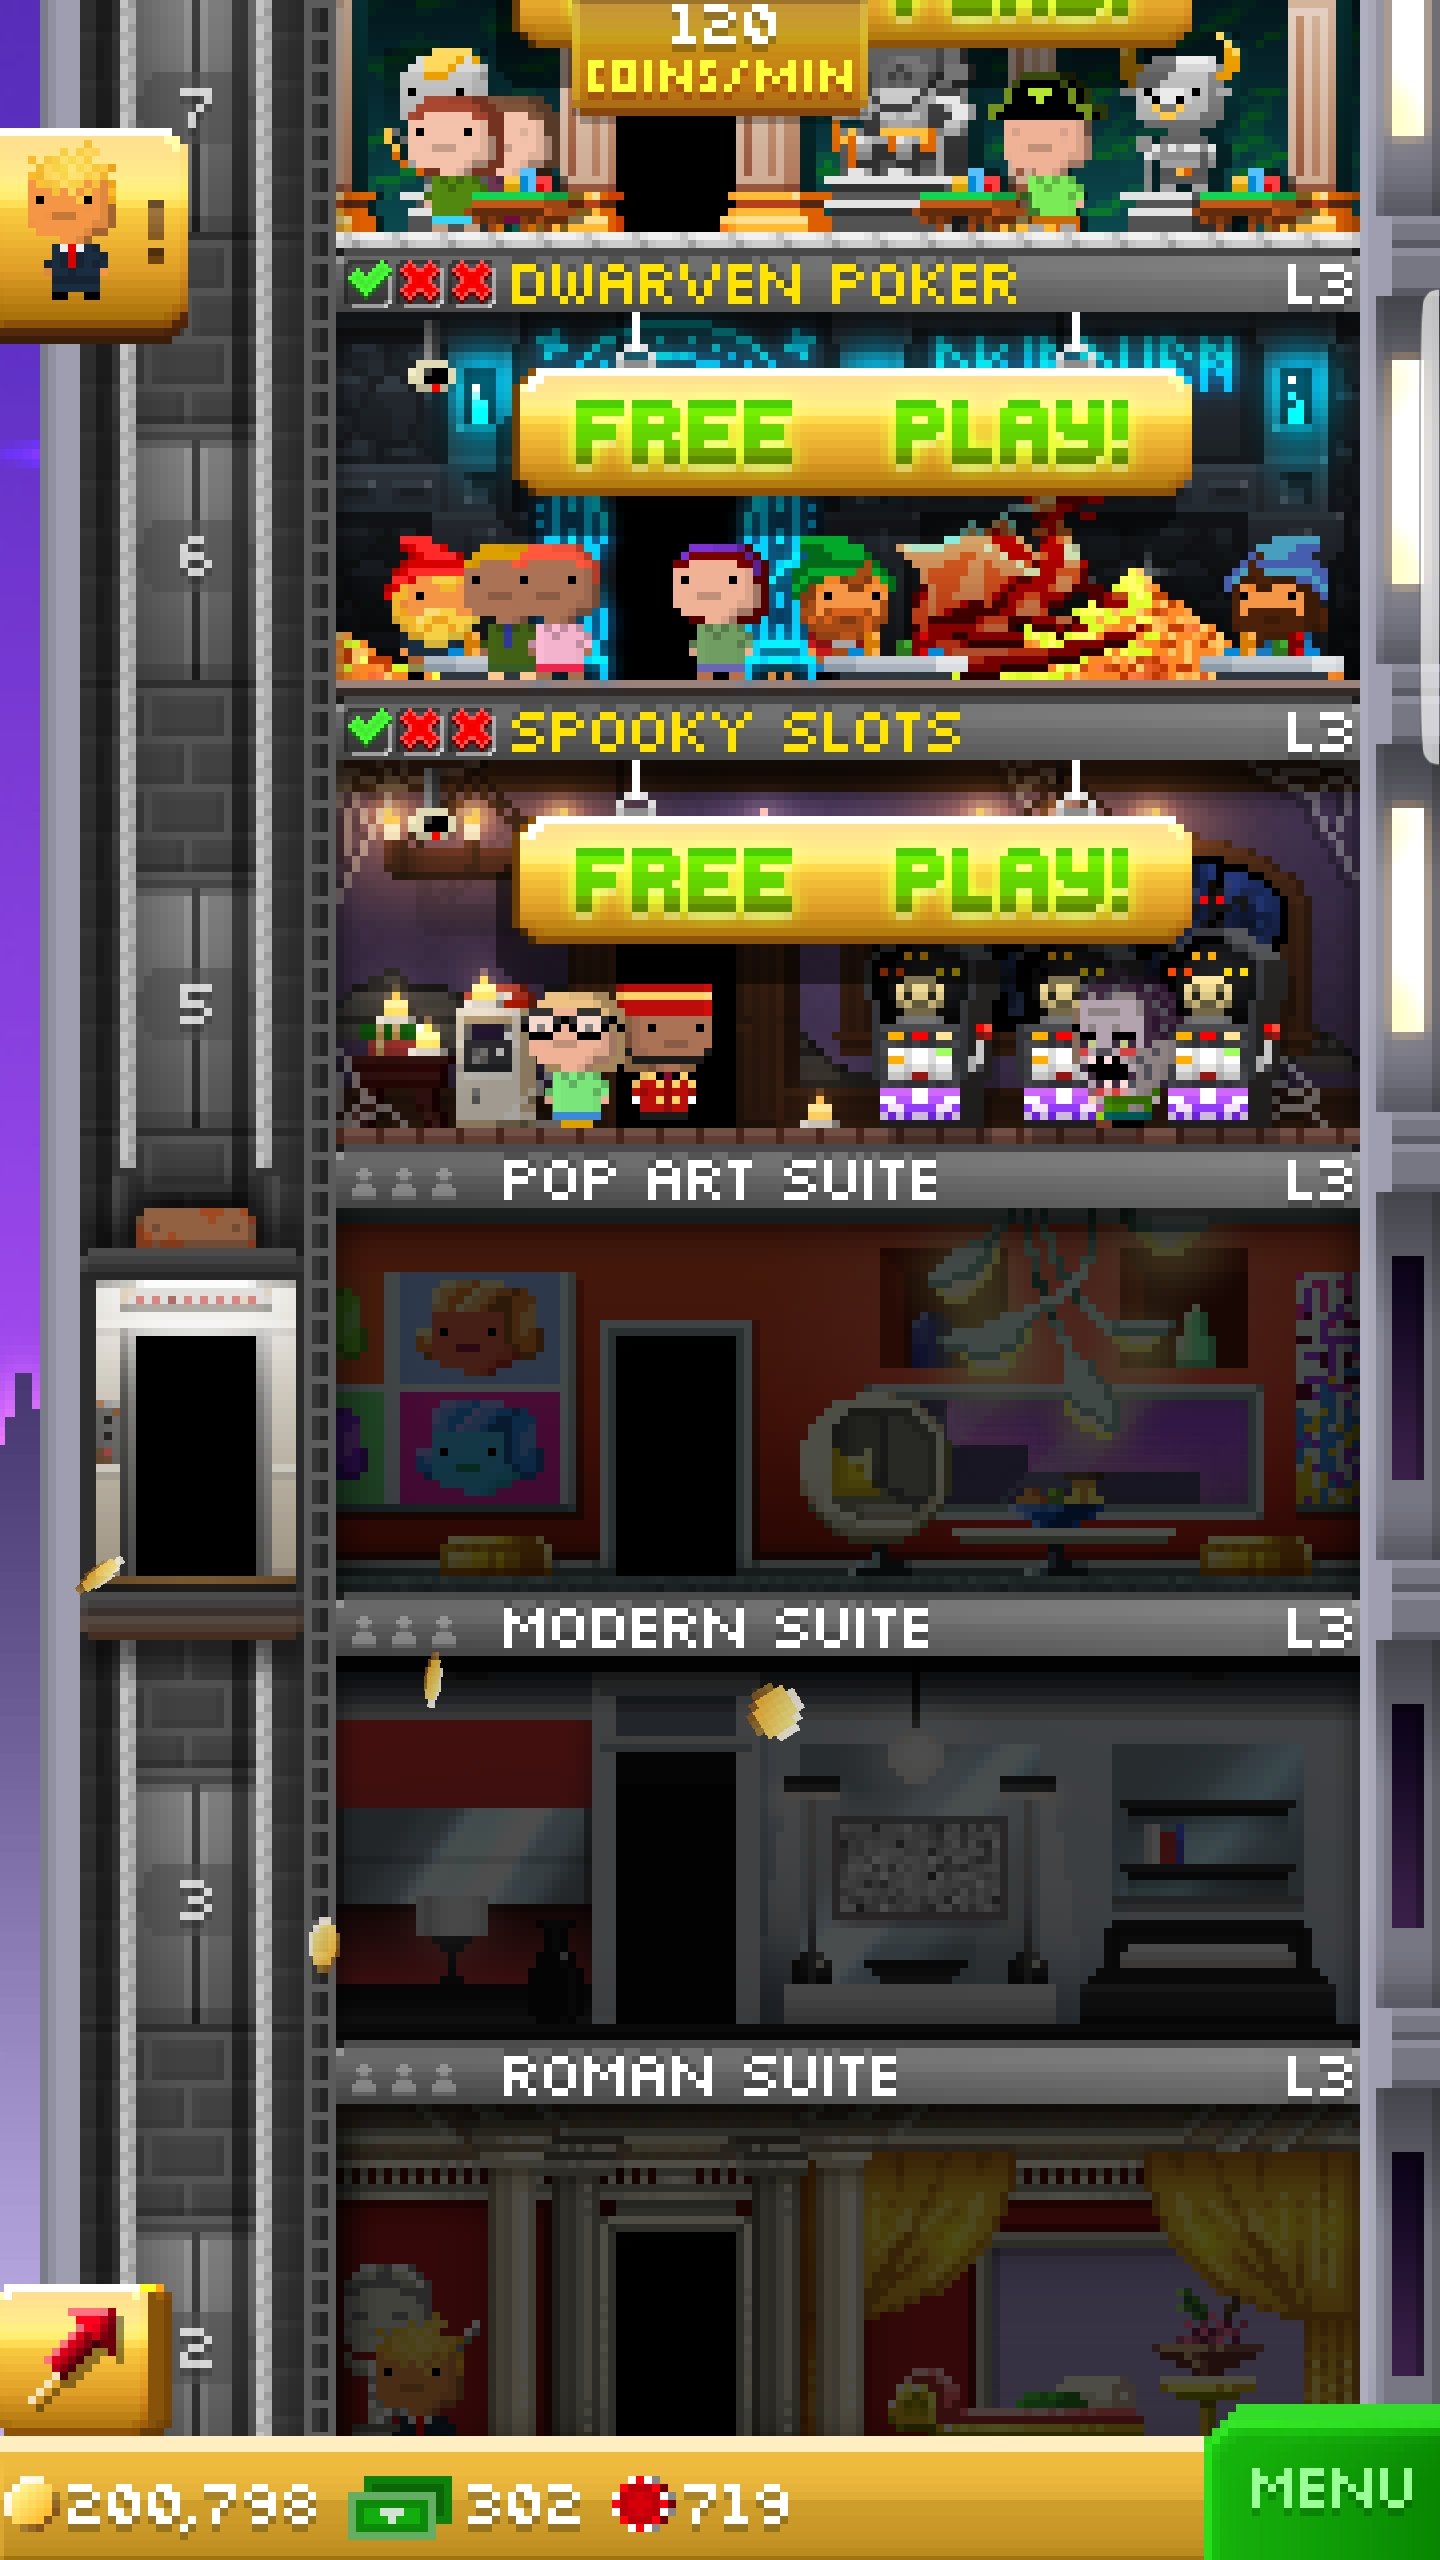 PLAY!
120
COINS/MIN
7
DWARVEN POKER L3
FREE PLAY!
6
SPOOKY SLOTS L3
FREE PLAY!
5
POP ART SUITE L3
MODERN SUITE L3
3
ROMAN SUITE L3
2
200,798 302 719
MENU